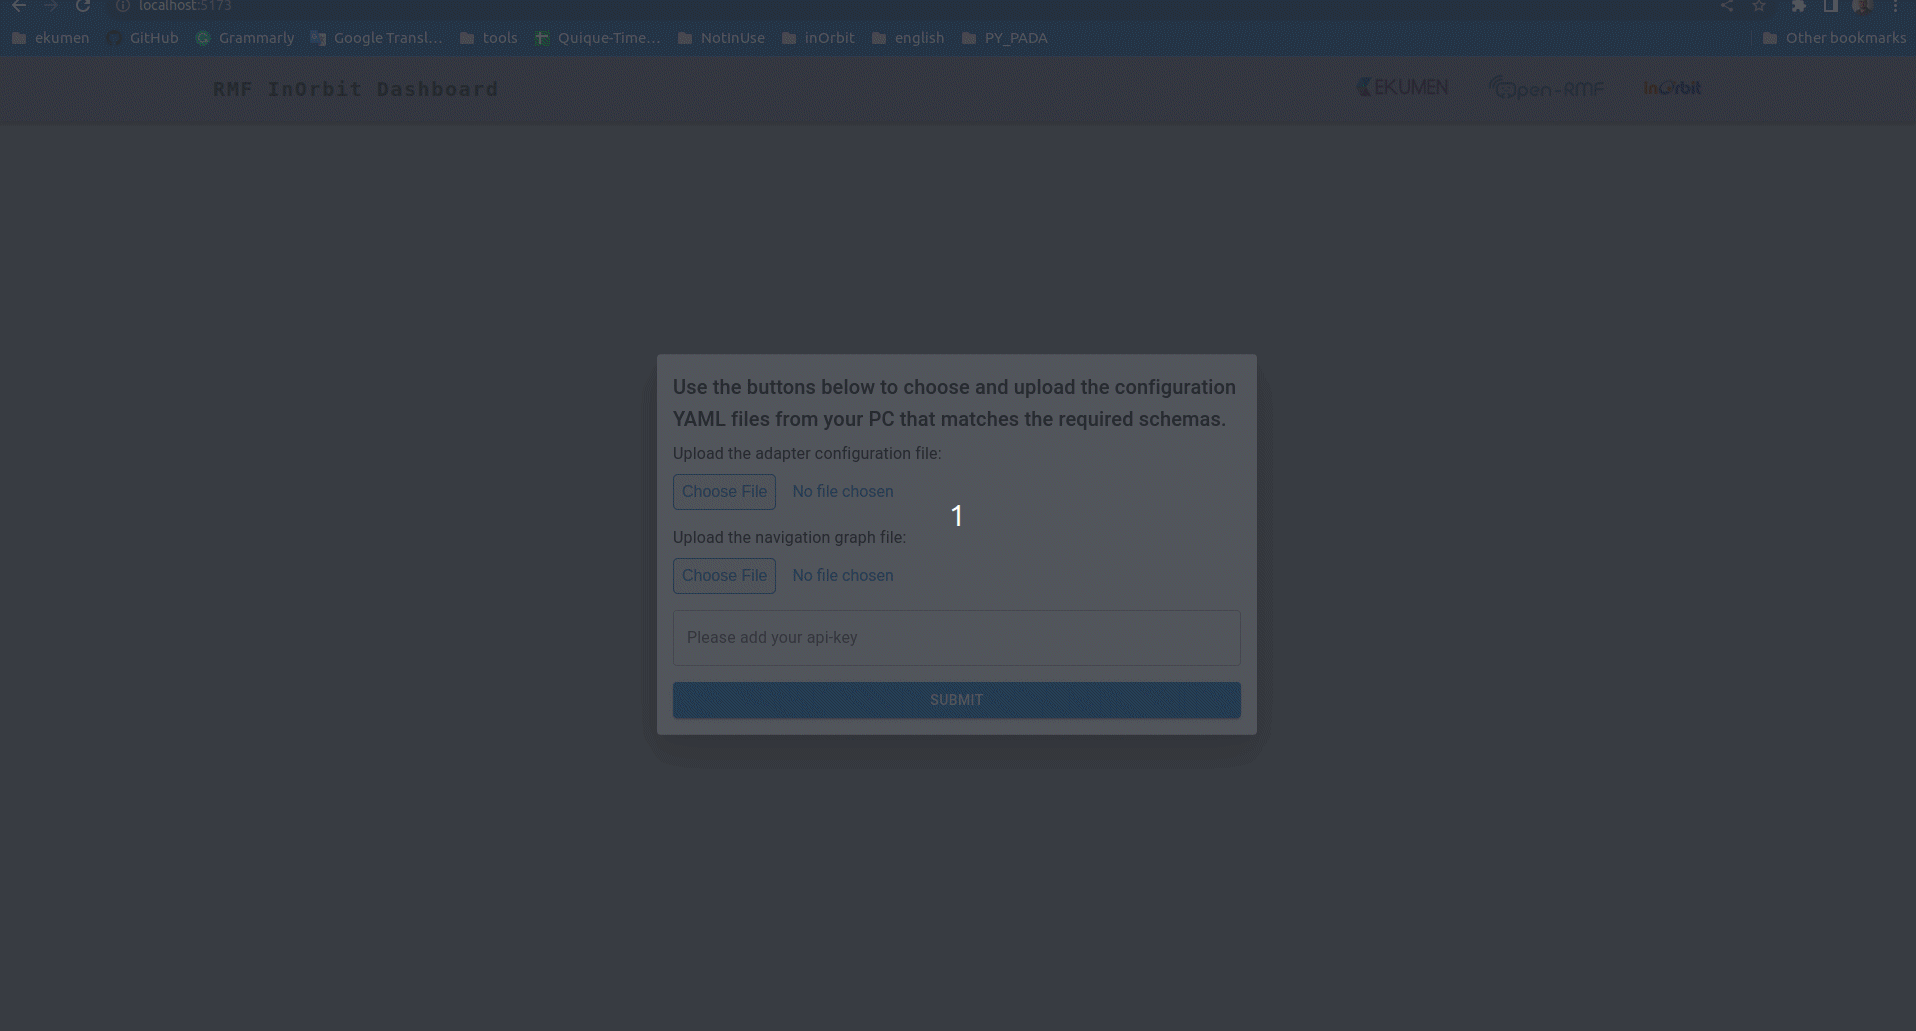 localhost:5173
ekumen GitHub Grammarly Google Transl... tools Quique-Time... NotInUse inOrbit english PY_PADA Other bookmarks
RMF InOrbit Dashboard EKUMEN Open-RMF InOrbit
Use the buttons below to choose and upload the configuration
YAML files from your PC that matches the required schemas.
Upload the adapter configuration file:
Choose File No file chosen
1
Upload the navigation graph file:
Choose File No file chosen
Please add your api-key
SUBMIT